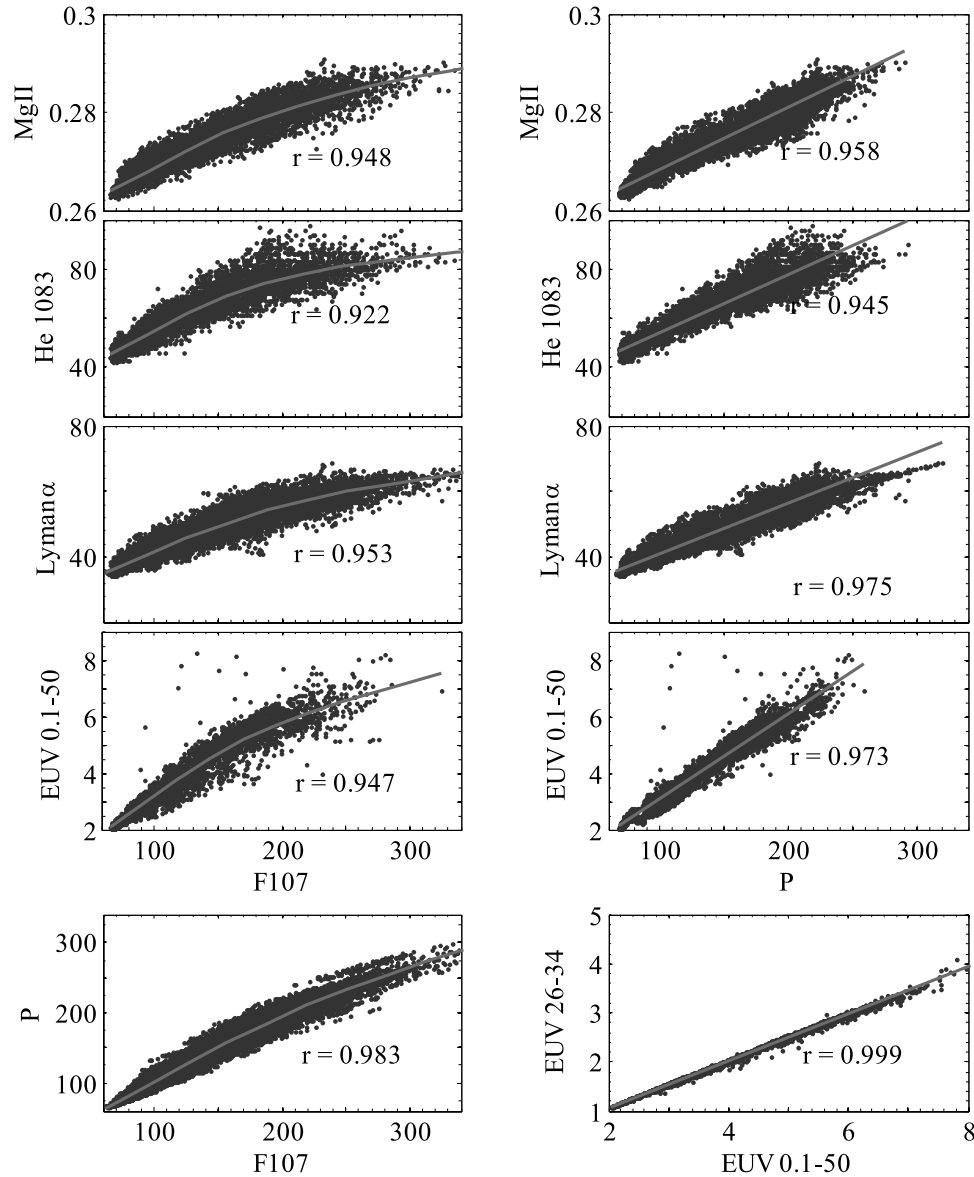 0.3
MgII
0.28
r = 0.948
0.26
0.3
MgII
0.28
r = 0.958
0.26
80
He 1083
r = 0.922
40
80
He 1083
r = 0.945
40
80
Lyman α
r = 0.953
40
80
Lyman α
40
r = 0.975
8
EUV 0.1-50
6
4
r = 0.947
2
100 200 300
F107
8
EUV 0.1-50
6
r = 0.973
4
2
100 200 300
P
300
P
200
r = 0.983
100
100 200 300
F107
5
EUV 26-34
4
3
r = 0.999
2
1
2 4 6 8
EUV 0.1-50